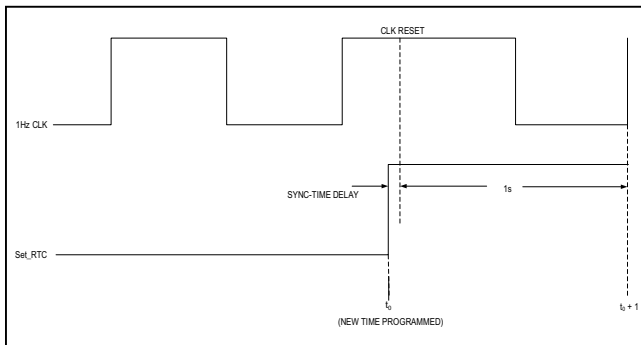 CLK RESET
1Hz CLK
SYNC-TIME DELAY
1s
Set_RTC
t0
t0 + 1
(NEW TIME PROGRAMMED)